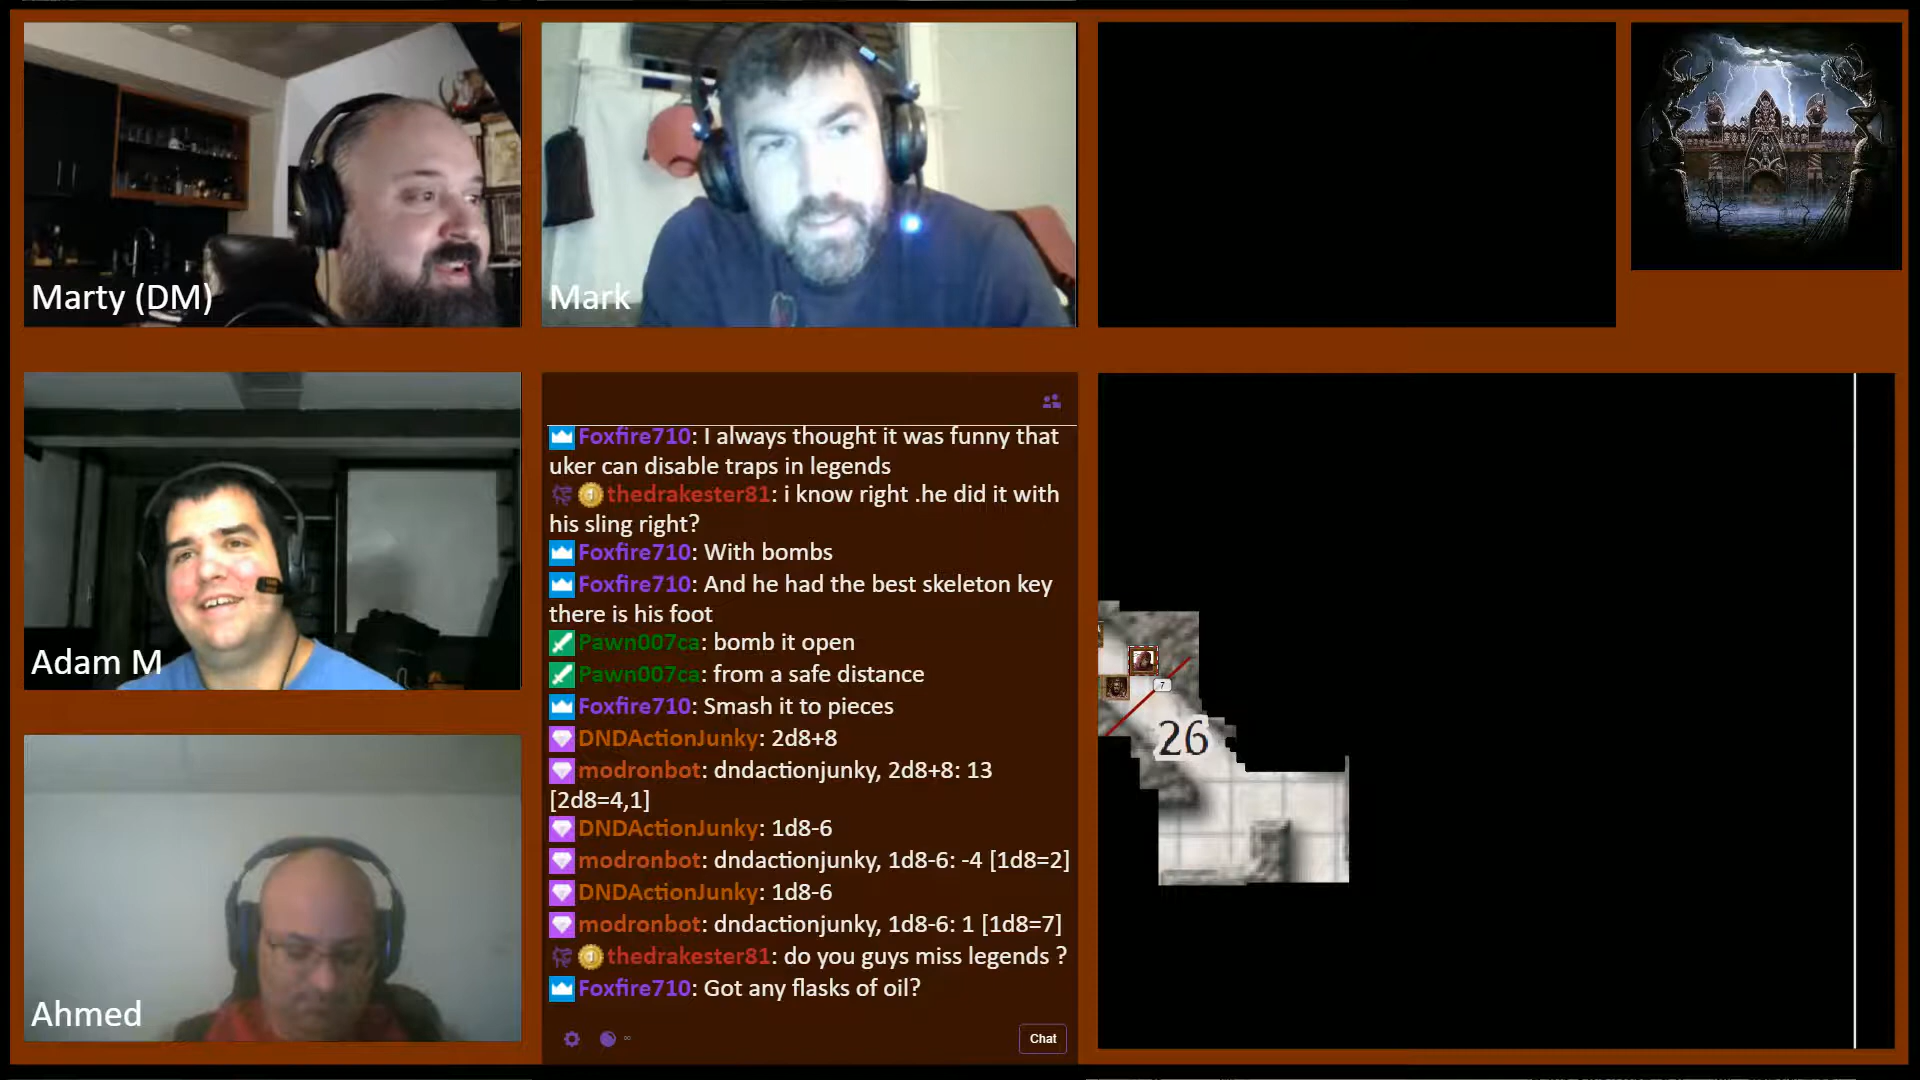 Marty (DM)
Mark
Adam M
Ahmed
Foxfire710: I always thought it was funny that
uker can disable traps in legends
thedrakester81: i know right .he did it with
his sling right?
Foxfire710: With bombs
Foxfire710: And he had the best skeleton key
there is his foot
Pawn007ca: bomb it open
Pawn007ca: from a safe distance
Foxfire710: Smash it to pieces
DNDActionJunky: 2d8+8
modronbot: dndactionjunky, 2d8+8: 13
[2d8=4,1]
DNDActionJunky: 1d8-6
modronbot: dndactionjunky, 1d8-6: -4 [1d8=2]
DNDActionJunky: 1d8-6
modronbot: dndactionjunky, 1d8-6: 1 [1d8=7]
thedrakester81: do you guys miss legends ?
Foxfire710: Got any flasks of oil?
Chat
7
26